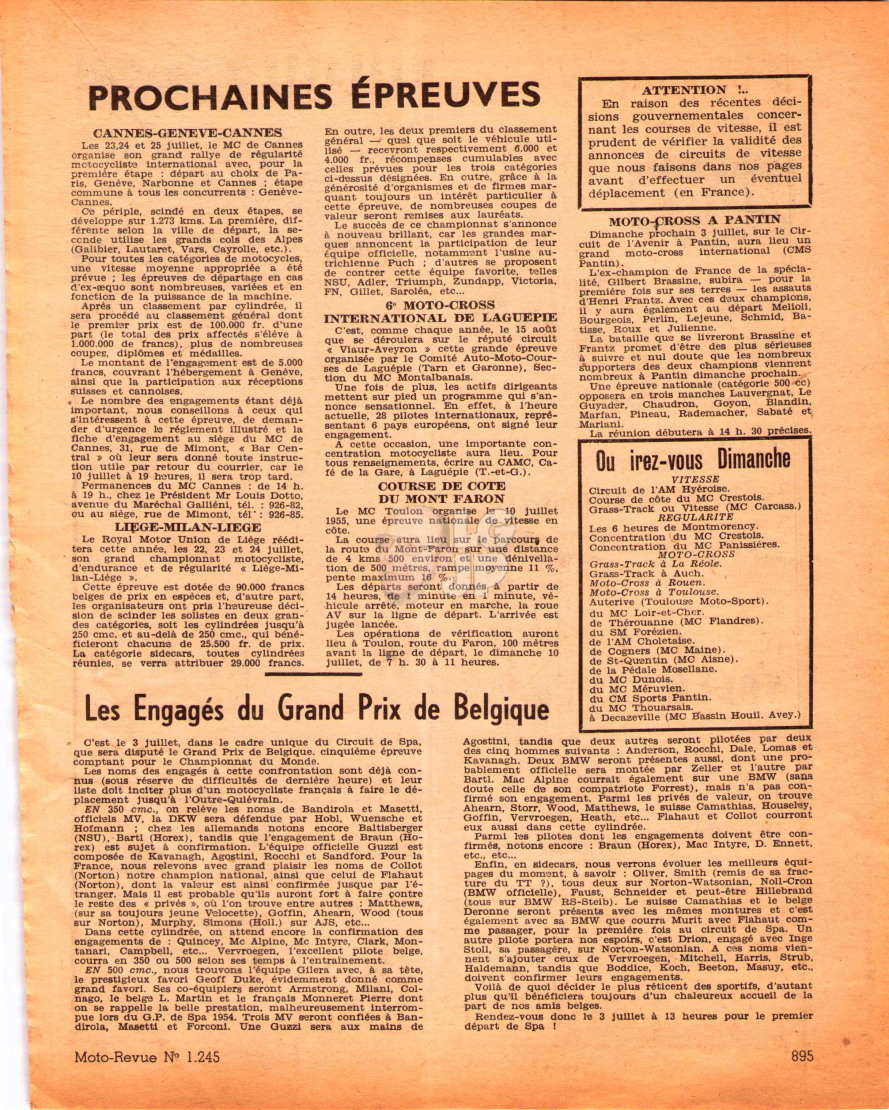 PROCHAINES ÉPREUVES
CANNES-GENEVE-CANNES
Les 23,24 et 25 juillet, le MC de Cannes
organise son grand rallye de régularité
motocycliste international avec, pour la
première étape : départ au choix de Pa-
ris, Genève, Narbonne et Cannes ; étape
commune à tous les concurrents : Genève-
Cannes.
Ce périple, scindé en deux étapes, se
développe sur 1.273 kms. La première, dif-
férente selon la ville de départ, la se-
conde utilise les grands cols des Alpes
(Galibier, Lautaret, Vars, Cayrolle, etc.).
Pour toutes les catégories de motocycles,
une vitesse moyenne appropriée a été
prévue ; les épreuves de départage en cas
d'ex-æquo sont nombreuses, variées et en
fonction de la puissance de la machine.
Après un classement par cylindrée, il
sera procédé au classement général dont
le premier prix est de 100.000 fr. d'une
part (le total des prix affectés s'élève à
1.000.000 de francs), plus de nombreuses
coupes, diplômes et médailles.
Le montant de l'engagement est de 5.000
francs, couvrant l'hébergement à Genève,
ainsi que la participation aux réceptions
suisses et cannoises.
Le nombre des engagements étant déjà
important, nous conseillons à ceux qui
s'intéressent à cette épreuve, de deman-
der d'urgence le réglement illustré et la
fiche d'engagement au siège du MC de
Cannes, 31, rue de Mimont, « Bar Cen-
tral » où leur sera donné toute instruc-
tion utile par retour du courrier, car le
10 juillet à 19 heures, il sera trop tard.
Permanences du MC Cannes : de 14 h.
à 19 h., chez le Président Mr Louis Dotto,
avenue du Maréchal Galliéni, tél. : 926-82,
ou au siège, rue de Mimont, tél : 926-85.
LIEGE-MILAN-LIEGE
Le Royal Motor Union de Liège réédi-
tera cette année, les 22, 23 et 24 juillet,
son grand championnat motocycliste,
d'endurance et de régularité « Liége-Mi-
lan-Liège ».
Cette épreuve est dotée de 90.000 francs
belges de prix en espèces et, d'autre part,
les organisateurs ont pris l'heureuse déci-
sion de scinder les solistes en deux gran-
des catégories, soit les cylindrées jusqu'à
250 cmc. et au-delà de 250 cmc., qui béné-
ficieront chacune de 25.500 fr. de prix.
La catégorie sidecars, toutes cylindrées
réunies, se verra attribuer 29.000 francs.
En outre, les deux premiers du classement
général — quel que soit le véhicule uti-
lisé — recevront respectivement 6.000 et
4.000 fr., récompenses cumulables avec
celles prévues pour les trois catégories
ci-dessus désignées. En outre, grâce à la
générosité d'organismes et de firmes mar-
quant toujours un intérêt particulier à
cette épreuve, de nombreuses coupes de
valeur seront remises aux lauréats.
Le succès de ce championnat s'annonce
à nouveau brillant, car les grandes mar-
ques annoncent la participation de leur
équipe officielle, notamment l'usine au-
trichienne Puch ; d'autres se proposent
de contrer cette équipe favorite, telles
NSU, Adler, Triumph, Zundapp, Victoria,
FN, Gillet, Saroléa, etc...
6e MOTO-CROSS
INTERNATIONAL DE LAGUEPIE
C'est, comme chaque année, le 15 août
que se déroulera sur le réputé circuit
« Viaur-Aveyron » cette grande épreuve
organisée par le Comité Auto-Moto-Cour-
ses de Laguépie (Tarn et Garonne), Sec-
tion du MC Montalbanais.
Une fois de plus, les actifs dirigeants
mettent sur pied un programme qui s'an-
nonce sensationnel. En effet, à l'heure
actuelle, 28 pilotes internationaux, repré-
sentant 6 pays européens, ont signé leur
engagement.
A cette occasion, une importante con-
centration motocycliste aura lieu. Pour
tous renseignements, écrire au CAMC, Ca-
fé de la Gare, à Laguépie (T.-et-G.).
COURSE DE COTE
DU MONT FARON
Le MC Toulon organise le 10 juillet
1955, une épreuve nationale de vitesse en
côte.
La course aura lieu sur le parcours de
la route du Mont-Faron sur une distance
de 4 kms 500 environ et une dénivella-
tion de 500 mètres, rampe moyenne 11 %,
pente maximum 16 %.
Les départs seront donnés à partir de
14 heures, de 1 minute en 1 minute, vé-
hicule arrêté, moteur en marche, la roue
AV sur la ligne de départ. L'arrivée est
jugée lancée.
Les opérations de vérification auront
lieu à Toulon, route du Faron, 100 mètres
avant la ligne de départ, le dimanche 10
juillet, de 7 h. 30 à 11 heures.
ATTENTION !..
En raison des récentes déci-
sions gouvernementales concer-
nant les courses de vitesse, il est
prudent de vérifier la validité des
annonces de circuits de vitesse
que nous faisons dans nos pages
avant d'effectuer un éventuel
déplacement (en France).
MOTO-CROSS A PANTIN
Dimanche prochain 3 juillet, sur le Cir-
cuit de l'Avenir à Pantin, aura lieu un
grand moto-cross international (CMS
Pantin).
L'ex-champion de France de la spécia-
lité, Gilbert Brassine, subira — pour la
première fois sur ses terres — les assauts
d'Henri Frantz. Avec ces deux champions,
il y aura également au départ Melioli,
Bourgeois, Perlin, Lejeune, Schmid, Ba-
tisse, Roux et Julienne.
La bataille que se livreront Brassine et
Frantz promet d'être des plus sérieuses
à suivre et nul doute que les nombreux
supporters des deux champions viennent
nombreux à Pantin dimanche prochain.
Une épreuve nationale (catégorie 500 cc)
opposera en trois manches Lauvergnat, Le
Guyader, Chaudron, Goyon, Blandin,
Marfin, Pineau, Rademacher, Sabaté et
Mariani.
La réunion débutera à 14 h. 30 précises.
Ou irez-vous Dimanche
VITESSE
Circuit de l'AM Hyéroise.
Course de côte du MC Crestois.
Grass-Track ou Vitesse (MC Carcass.)
REGULARITE
Les 6 heures de Montmorency.
Concentration du MC Crestois.
Concentration du MC Panissières.
MOTO-CROSS
Grass-Track à La Réole.
Grass-Track à Auch.
Moto-Cross à Rouen.
Moto-Cross à Toulouse.
Auterive (Toulouse Moto-Sport).
du MC Loir-et-Cher.
de Thérouanne (MC Flandres).
du SM Forézien.
de l'AM Choletaise.
de Cogners (MC Maine).
de St-Quentin (MC Aisne).
de la Pédale Mosellane.
du MC Dunois.
du MC Méruvien.
du CM Sports Pantin.
du MC Thouarsais.
à Decazeville (MC Bassin Houil. Avey.)
Les Engagés du Grand Prix de Belgique
C'est le 3 juillet, dans le cadre unique du Circuit de Spa,
que sera disputé le Grand Prix de Belgique. cinquième épreuve
comptant pour le Championnat du Monde.
Les noms des engagés à cette confrontation sont déjà con-
nus (sous réserve de difficultés de dernière heure) et leur
liste doit inciter plus d'un motocycliste français à faire le dé-
placement jusqu'à l'Outre-Quiévrain.
EN 350 cmc., on relève les noms de Bandirola et Masetti,
officiels MV, la DKW sera défendue par Hobl, Wuensche et
Hofmann ; chez les allemands notons encore Baltisberger
(NSU), Bartl (Horex), tandis que l'engagement de Braun (Ho-
rex) est sujet à confirmation. L'équipe officielle Guzzi est
composée de Kavanagh, Agostini, Rocchi et Sandford. Pour la
France, nous relevons avec grand plaisir les noms de Collot
(Norton) notre champion national, ainsi que celui de Flahaut
(Norton), dont la valeur est ainsi confirmée jusque par l'é-
tranger. Mais il est probable qu'ils auront fort à faire contre
le reste des « privés », où l'on trouve entre autres : Matthews,
(sur sa toujours jeune Velocette), Goffin, Ahearn, Wood (tous
sur Norton), Murphy, Simons (Holl.) sur AJS, etc...
Dans cette cylindrée, on attend encore la confirmation des
engagements de : Quincey, Mc Alpine, Mc Intyre, Clark, Mon-
tanari, Campbell, etc... Vervroegen, l'excellent pilote belge,
courra en 350 ou 500 selon ses temps à l'entraînement.
EN 500 cmc., nous trouvons l'équipe Gilera avec, à sa tête,
le prestigieux favori Geoff Duke, évidemment donné comme
grand favori. Ses co-équipiers seront Armstrong, Milani, Col-
nago, le belge L. Martin et le français Monneret Pierre dont
on se rappelle la belle prestation, malheureusement interrom-
pue lors du G.P. de Spa 1954. Trois MV seront confiées à Ban-
dirola, Masetti et Forconi. Une Guzzi sera aux mains de
Agostini, tandis que deux autres seront pilotées par deux
des cinq hommes suivants : Anderson, Rocchi, Dale, Lomas et
Kavanagh. Deux BMW seront présentes aussi, dont une pro-
bablement officielle sera montée par Zeller et l'autre par
Bartl. Mac Alpine courrait également sur une BMW (sans
doute celle de son compatriote Forrest), mais n'a pas con-
firmé son engagement. Parmi les privés de valeur, on trouve
Ahearn, Storr, Wood, Matthews, le suisse Camathias, Houseley,
Goffin, Vervroegen, Heath, etc... Flahaut et Collot courront
eux aussi dans cette cylindrée.
Parmi les pilotes dont les engagements doivent être con-
firmés, notons encore : Braun (Horex), Mac Intyre, D. Ennett,
etc., etc...
Enfin, en sidecars, nous verrons évoluer les meilleurs équi-
pages du moment, à savoir : Oliver, Smith (remis de sa frac-
ture du TT ?), tous deux sur Norton-Watsonian, Noll-Cron
(BMW officielle), Faust, Schneider et peut-être Hillebrand
(tous sur BMW RS-Steib). Le suisse Camathias et le belge
Deronne seront présents avec les mêmes montures et c'est
également avec sa BMW que courra Murit avec Flahaut com-
me passager, pour la première fois au circuit de Spa. Un
autre pilote portera nos espoirs, c'est Drion, engagé avec Inge
Stoll, sa passagère, sur Norton-Watsonian. A ces noms vien-
nent s'ajouter ceux de Vervroegen, Mitchell, Harris, Strub,
Haldemann, tandis que Boddice, Koch, Beeton, Masuy, etc.,
doivent confirmer leurs engagements.
Voilà de quoi décider le plus réticent des sportifs, d'autant
plus qu'il bénéficiera toujours d'un chaleureux accueil de la
part de nos amis belges.
Rendez-vous donc le 3 juillet à 13 heures pour le premier
départ de Spa !
Moto-Revue Nº 1.245
895